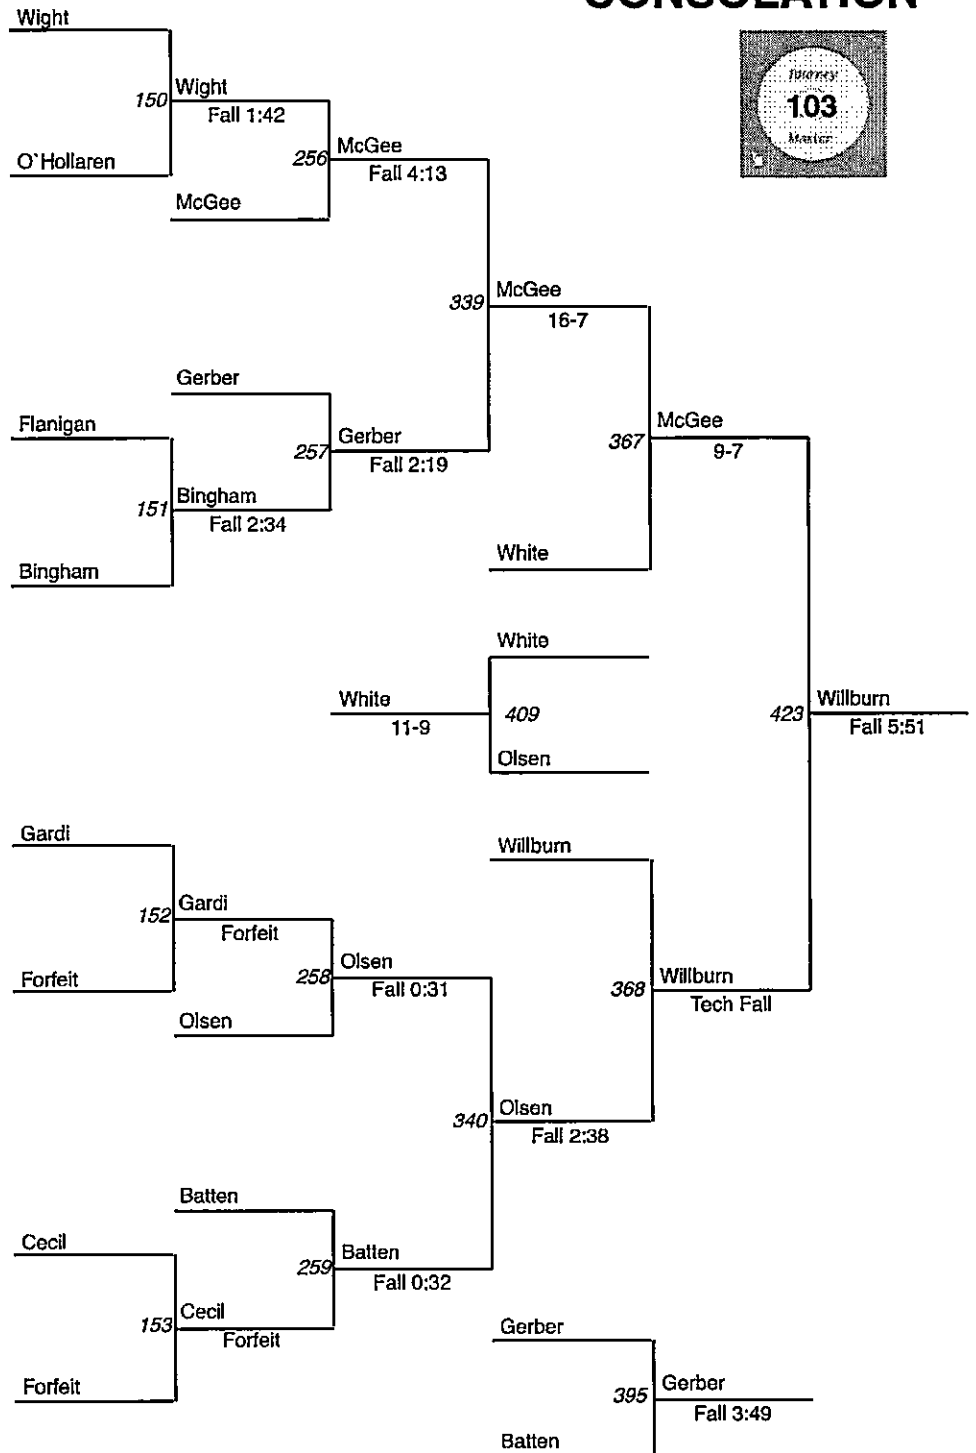 CONSOLATION
Wight
Tourney
103
Master
150 Wight
Fall 1:42
O`Hollaren
256 McGee
Fall 4:13
McGee
339 McGee
16-7
Gerber
Flanigan
257 Gerber
Fall 2:19
367 McGee
9-7
151 Bingham
Fall 2:34
Bingham
White
White
White
11-9
409
423 Willburn
Fall 5:51
Olsen
Gardi
Willburn
152 Gardi
Forfeit
Forfeit
258 Olsen
Fall 0:31
368 Willburn
Tech Fall
Olsen
340 Olsen
Fall 2:38
Batten
Cecil
259 Batten
Fall 0:32
153 Cecil
Forfeit
Gerber
Forfeit
395 Gerber
Fall 3:49
Batten